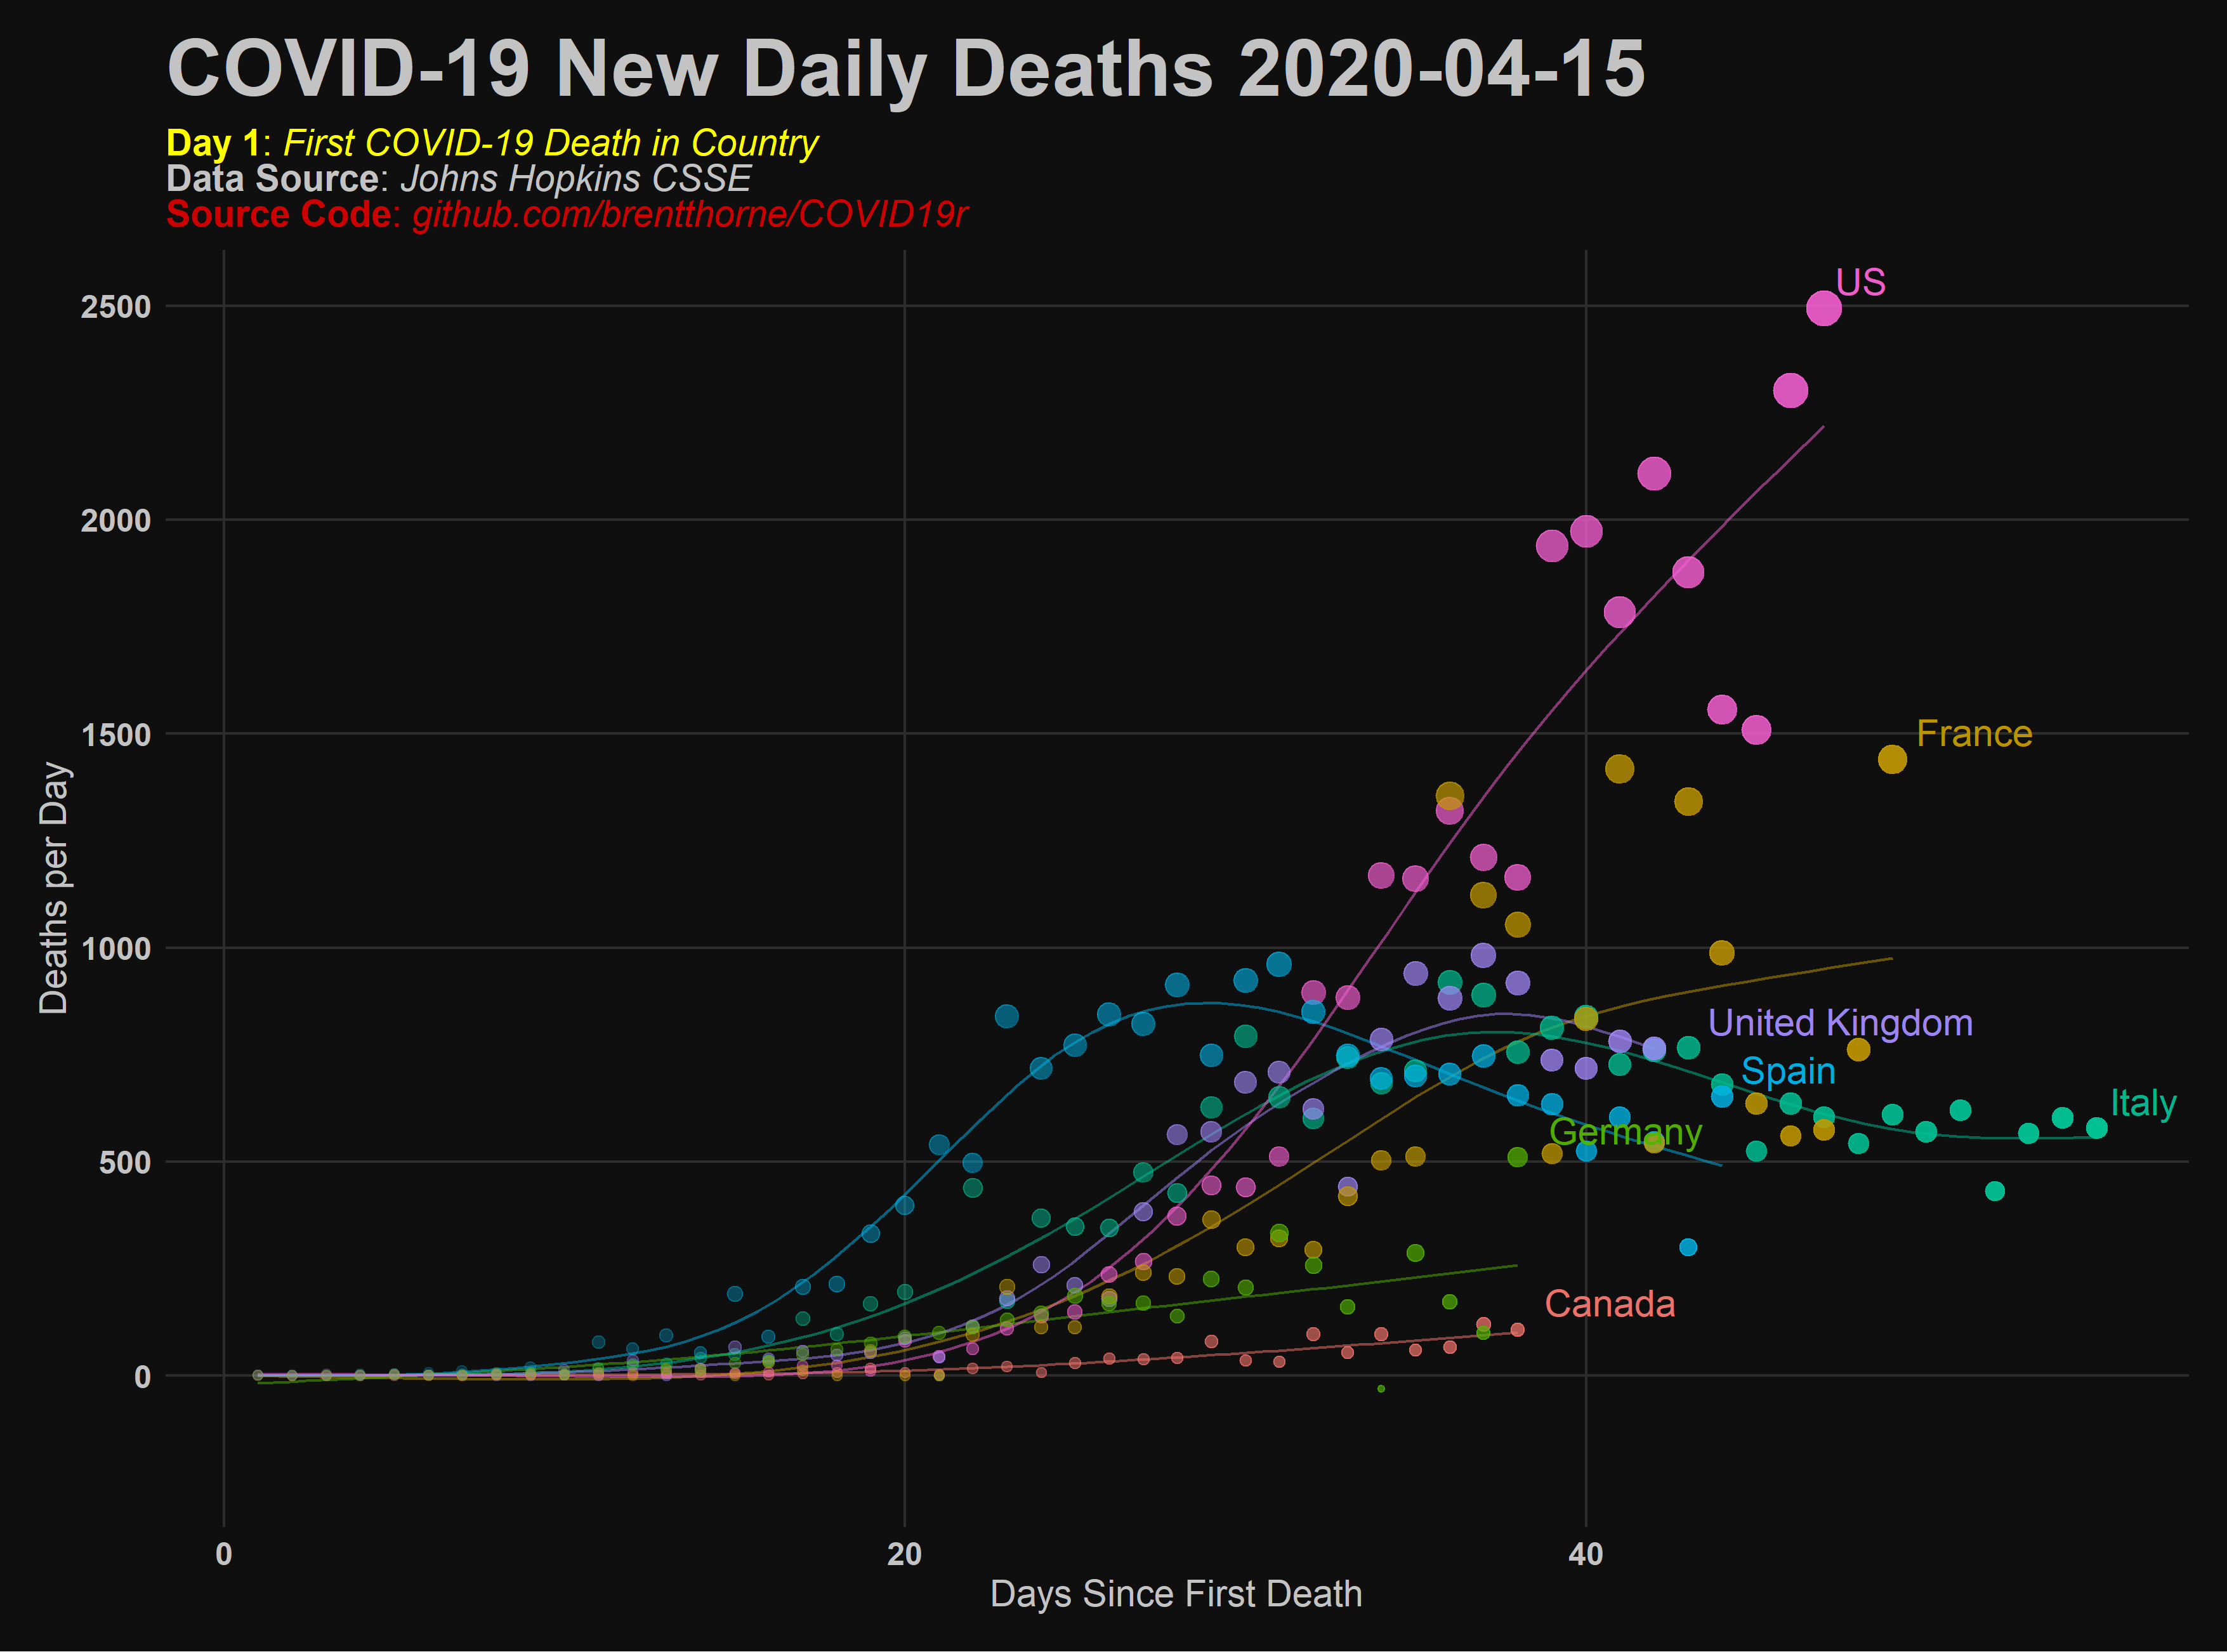 COVID-19 New Daily Deaths 2020-04-15
Day 1: First COVID-19 Death in Country
Data Source: Johns Hopkins CSSE
Source Code: github.com/brentthorne/COVID19r
US
2500
2000
1500
France
1000
United Kingdom
Spain
Italy
Germany
500
Canada
0
Deaths per Day
0 20 40
Days Since First Death